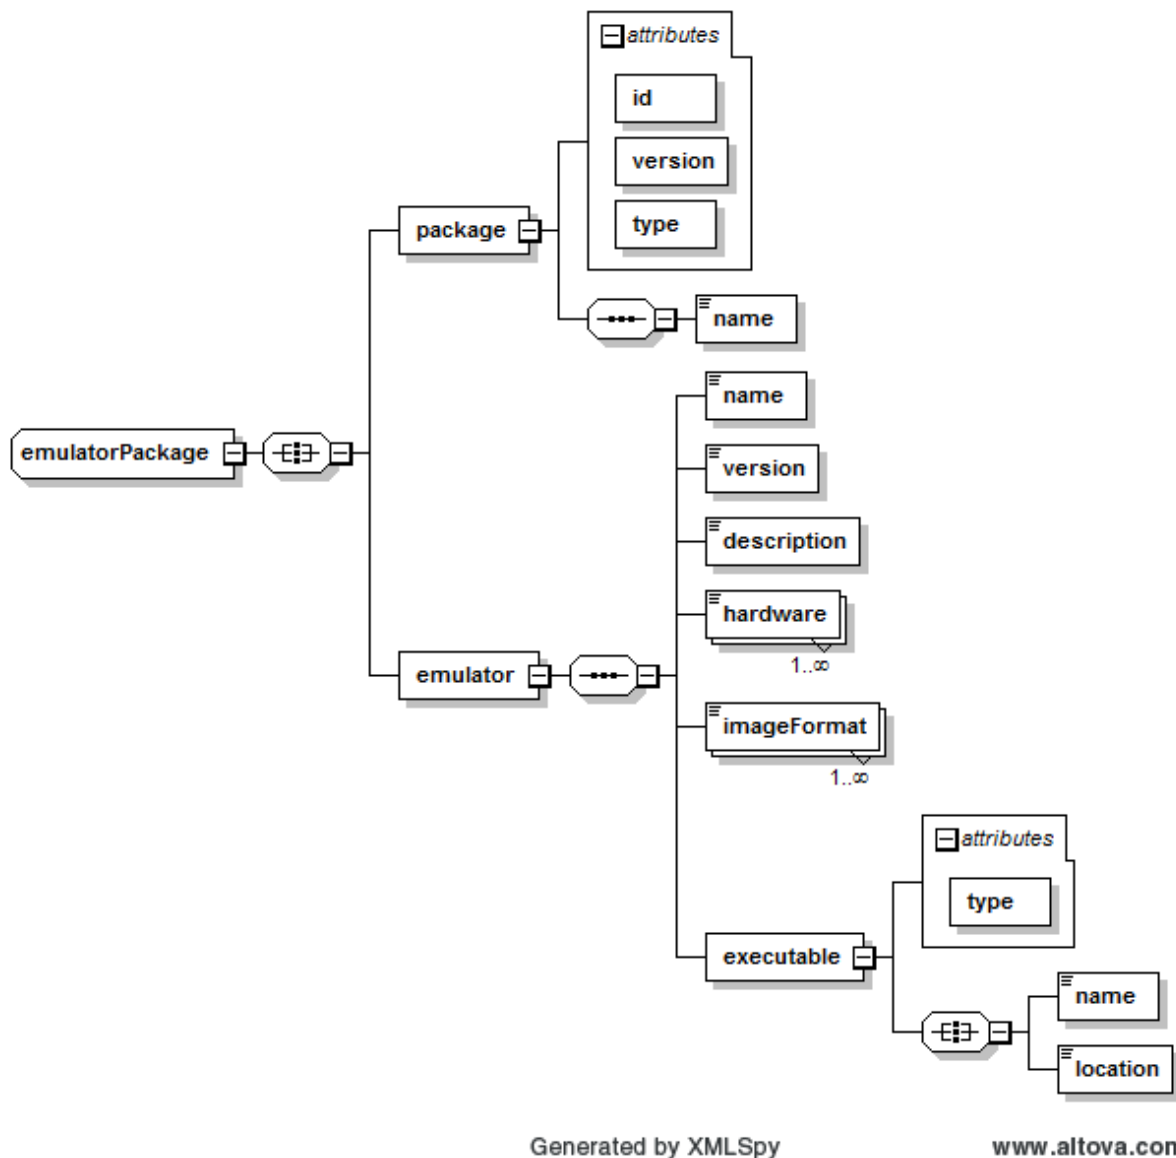 attributes
id
version
type
package
name
name
version
description
hardware
1..∞
emulatorPackage
emulator
imageFormat
1..∞
attributes
type
executable
name
location
Generated by XMLSpy
www.altova.com